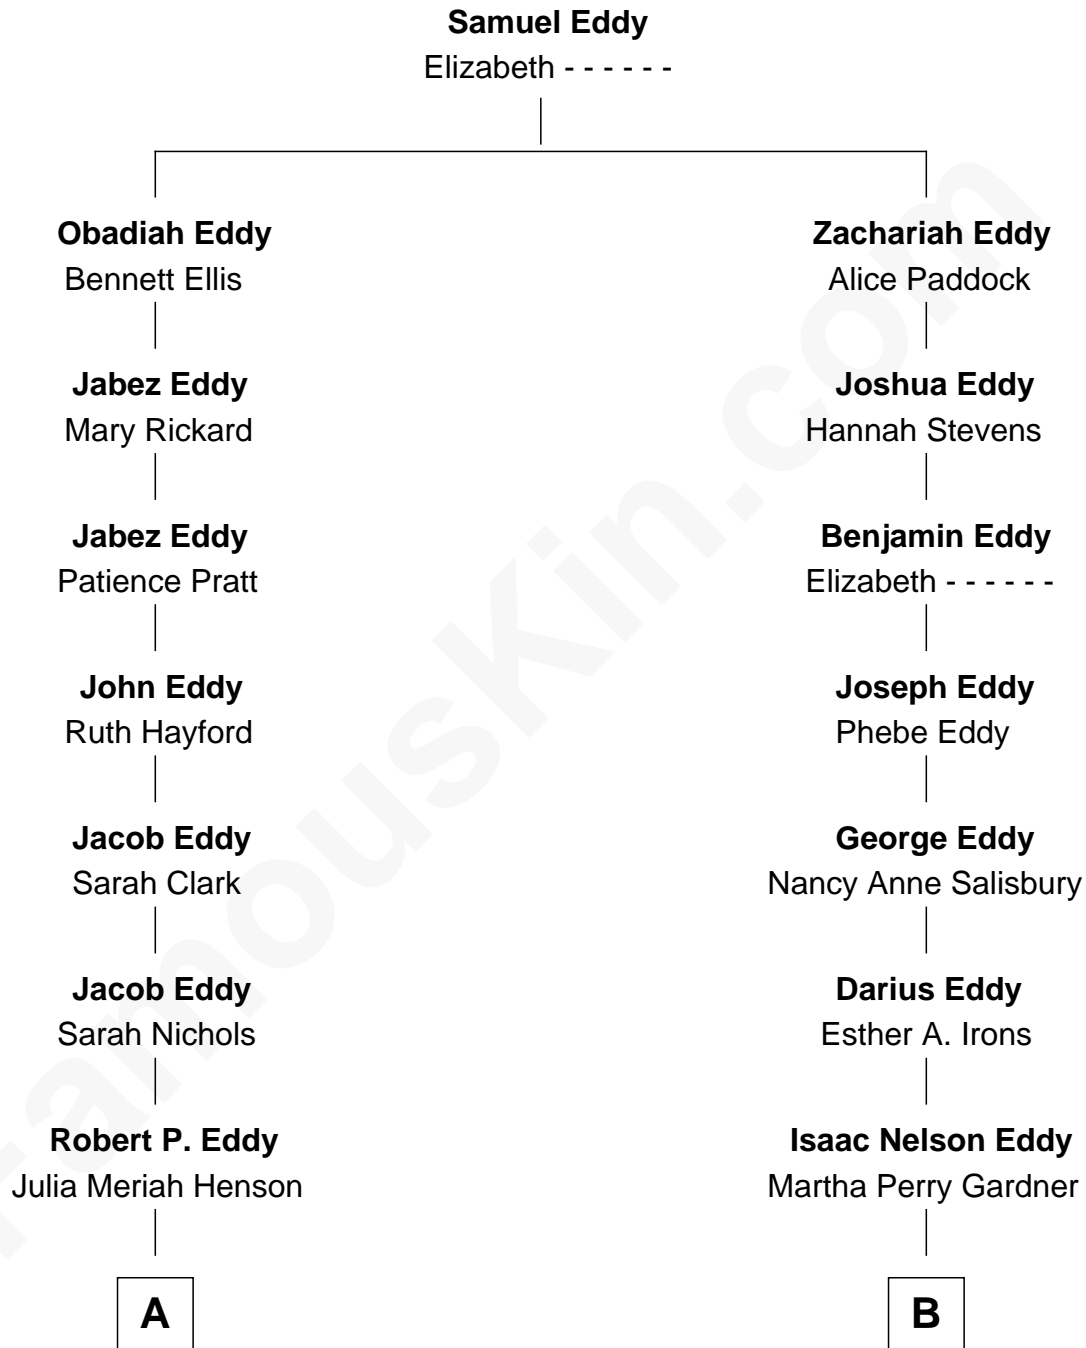 Samuel Eddy
Elizabeth - - - - - -
Obadiah Eddy
Bennett Ellis
Zachariah Eddy
Alice Paddock
Jabez Eddy
Mary Rickard
Joshua Eddy
Hannah Stevens
Jabez Eddy
Patience Pratt
Benjamin Eddy
Elizabeth - - - - - -
John Eddy
Ruth Hayford
Joseph Eddy
Phebe Eddy
Jacob Eddy
Sarah Clark
George Eddy
Nancy Anne Salisbury
Jacob Eddy
Sarah Nichols
Darius Eddy
Esther A. Irons
Robert P. Eddy
Julia Meriah Henson
Isaac Nelson Eddy
Martha Perry Gardner
A
B
FamousKin.com